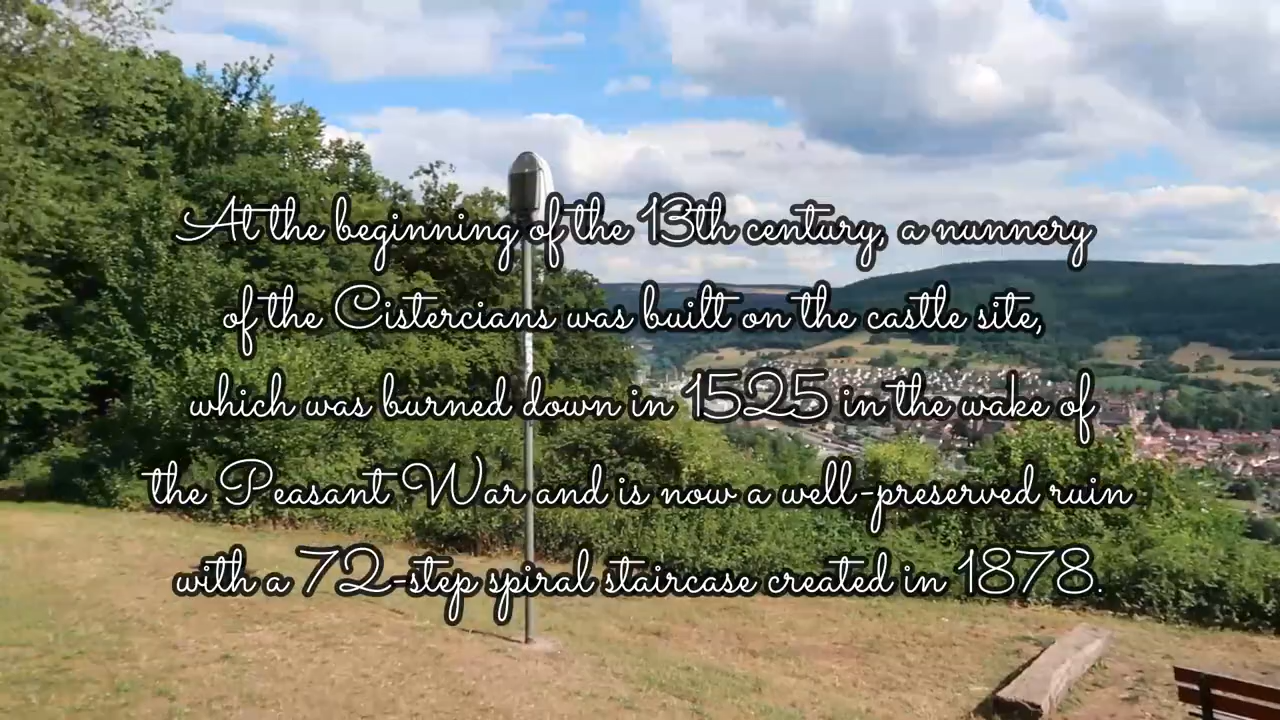 At the beginning of the 13th century, a nunnery
of the Cistercians was built on the castle site,
which was burned down in 1525 in the wake of
the Peasant War and is now a well-preserved ruin
with a 72-step spiral staircase created in 1878.